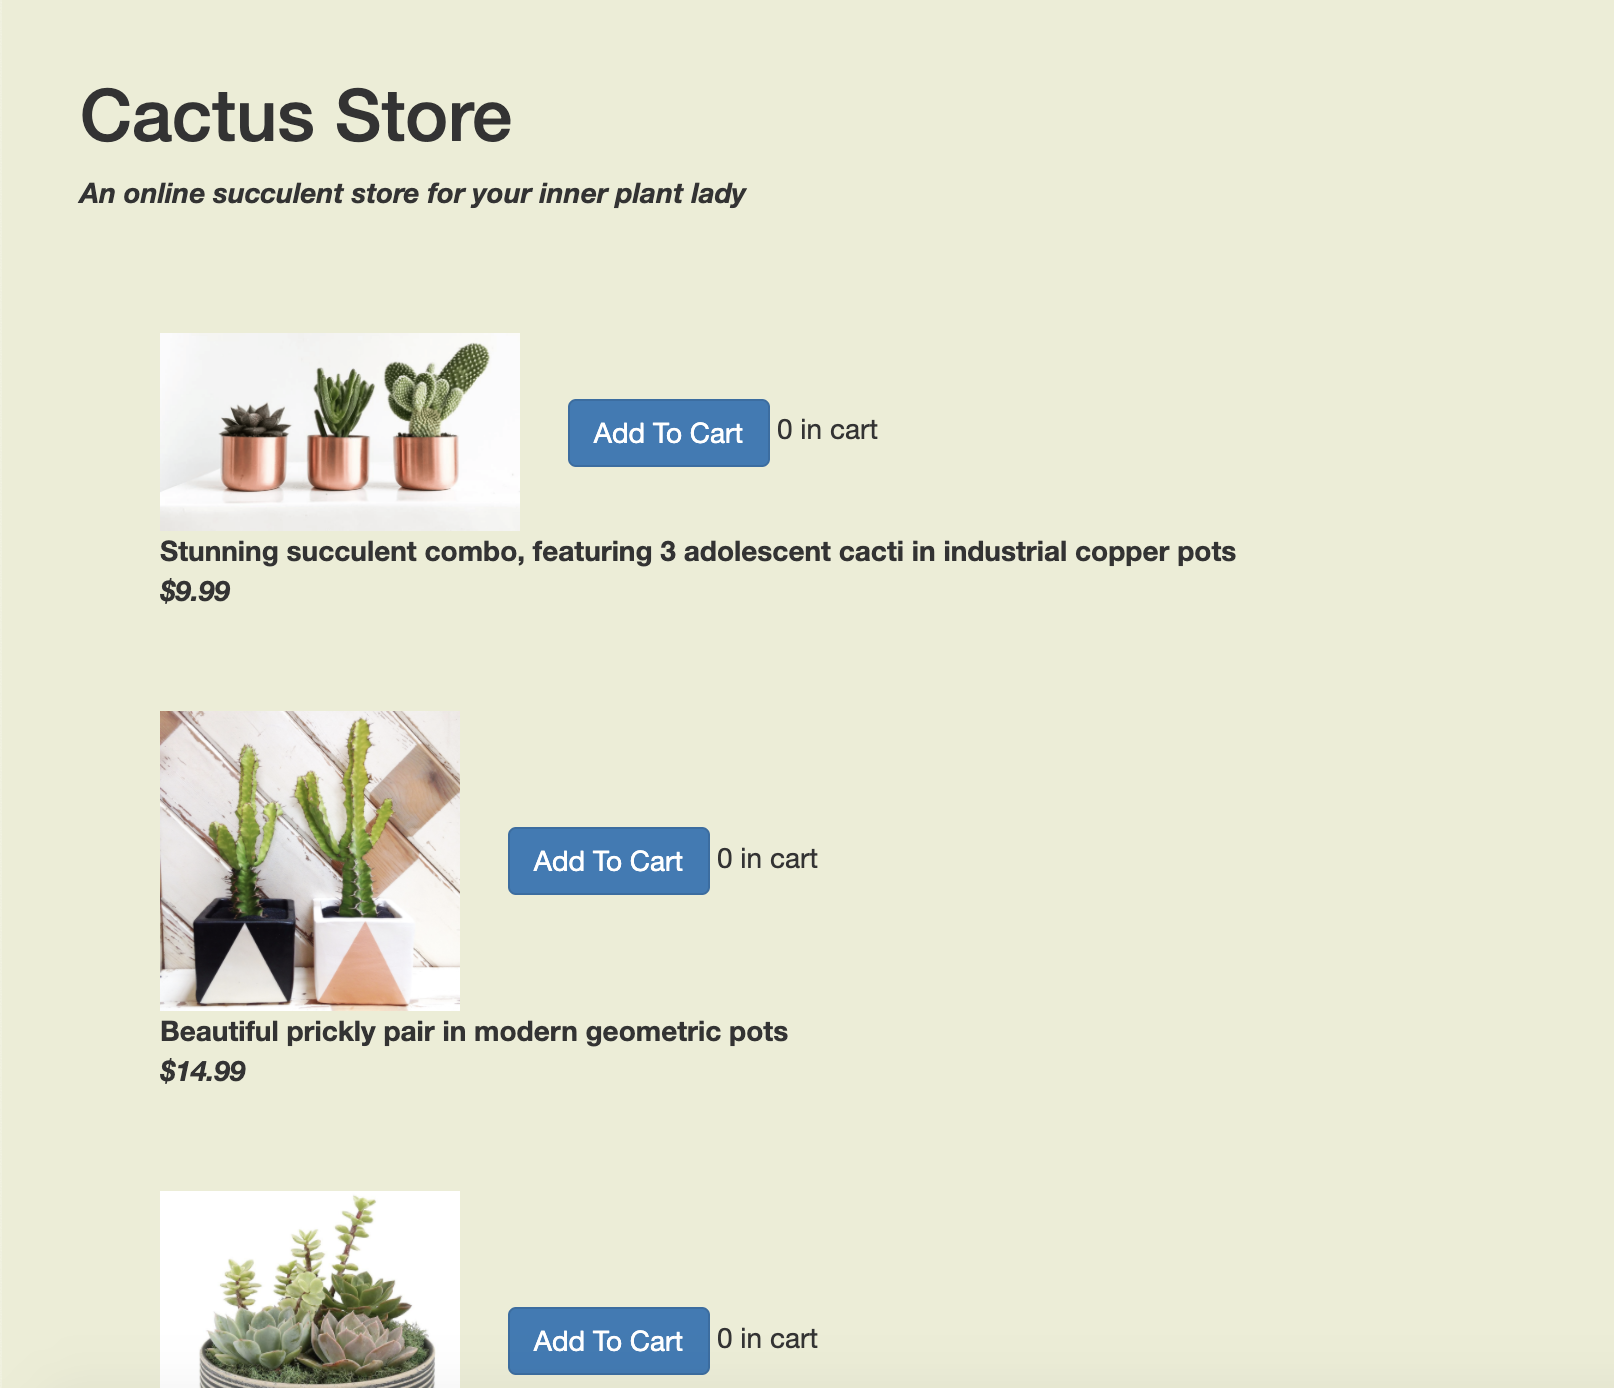 Cactus Store
An online succulent store for your inner plant lady
Add To Cart 0 in cart
Stunning succulent combo, featuring 3 adolescent cacti in industrial copper pots
$9.99
Add To Cart 0 in cart
Beautiful prickly pair in modern geometric pots
$14.99
Add To Cart 0 in cart